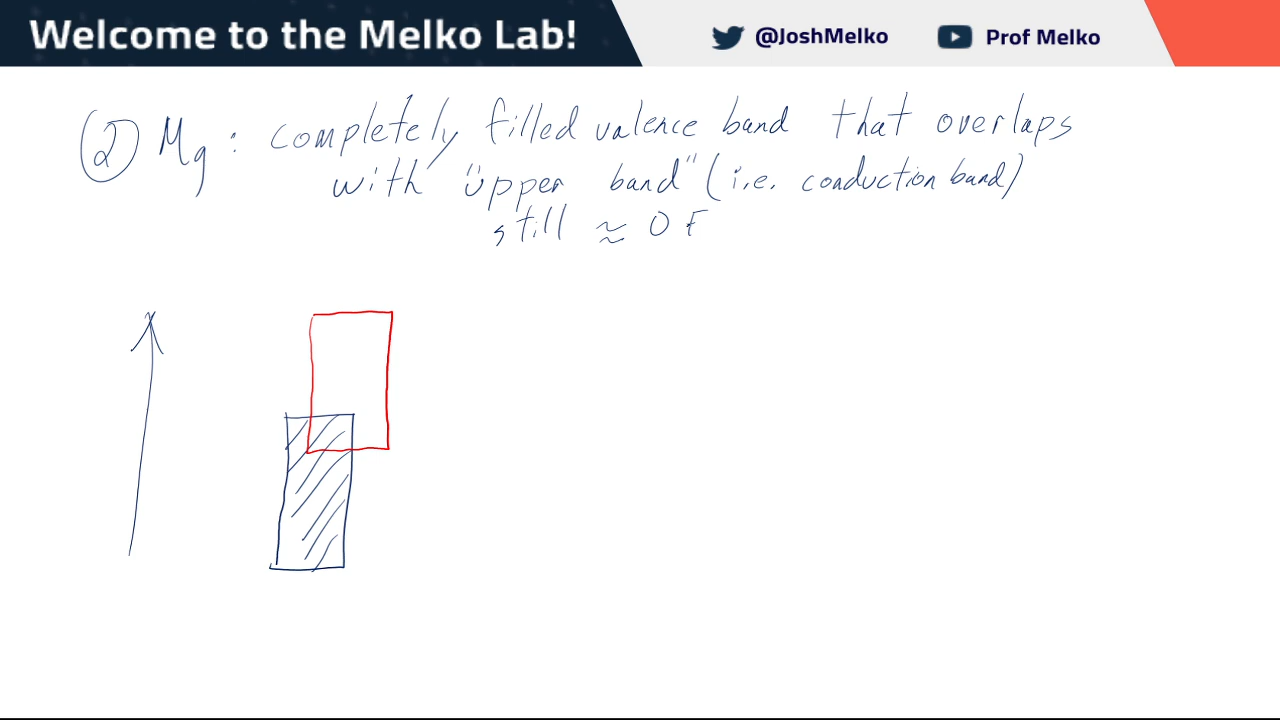 Welcome to the Melko Lab!
@JoshMelko
Prof Melko
② Mg : completely filled valence band that overlaps
with "upper band" (i.e. conduction band)
still ≈ 0 F